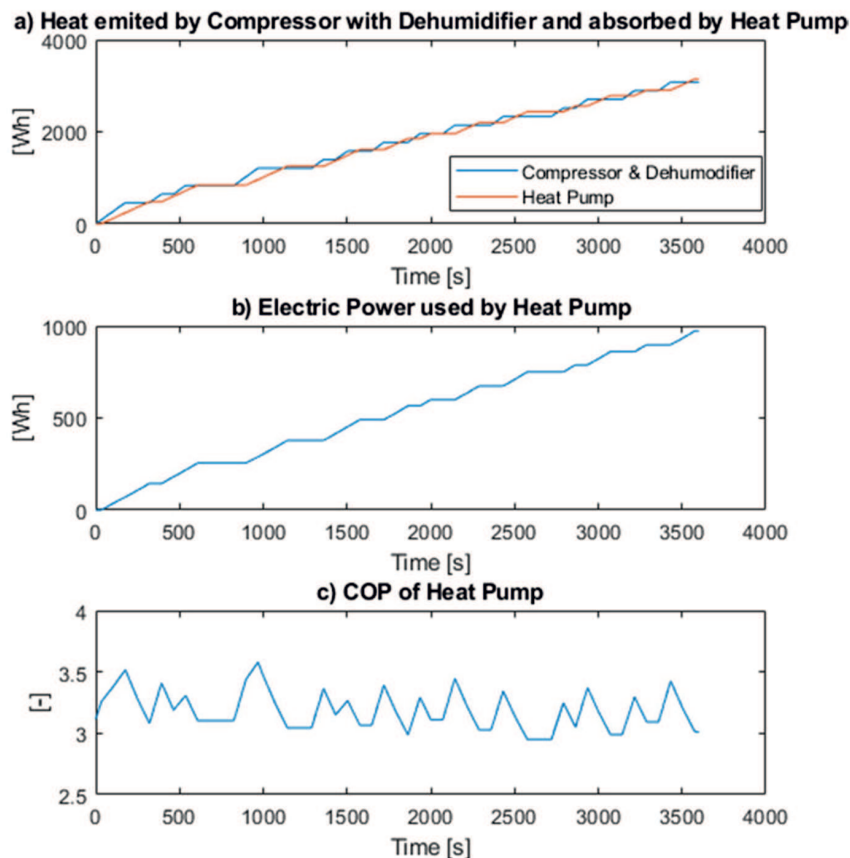 a) Heat emited by Compressor with Dehumidifier and absorbed by Heat Pump
4000
2000
0
[Wh]
Compressor & Dehumodifier
Heat Pump
0 500 1000 1500 2000 2500 3000 3500 4000
Time [s]
b) Electric Power used by Heat Pump
1000
500
0
[Wh]
0 500 1000 1500 2000 2500 3000 3500 4000
Time [s]
c) COP of Heat Pump
4
3.5
3
2.5
[-]
0 500 1000 1500 2000 2500 3000 3500 4000
Time [s]